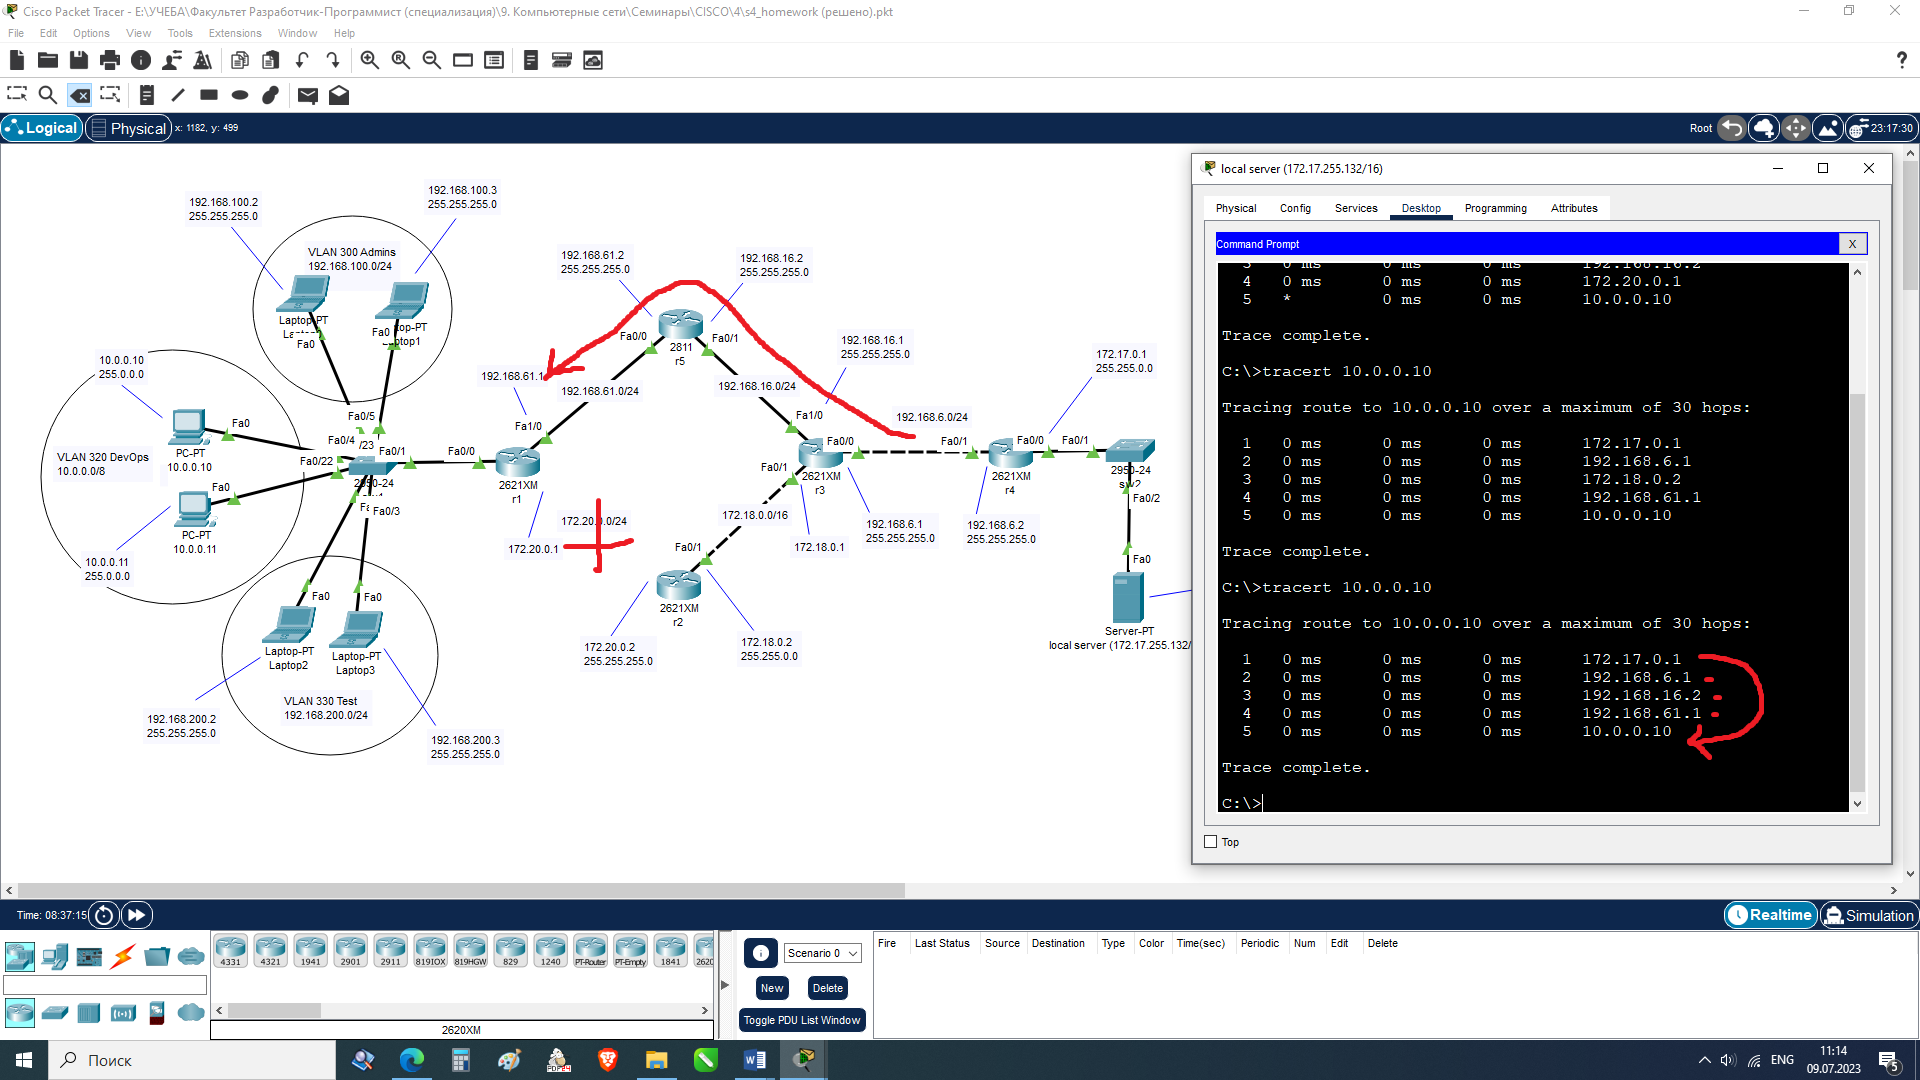 Cisco Packet Tracer - E:\УЧЕБА\Факультет Разработчик-Программист (специализация)\9. Компьютерные сети\Семинары\CISCO\4\s4_homework (решено).pkt
File Edit Options View Tools Extensions Window Help
Logical Physical x: 1182, y: 499
Root 23:17:30
192.168.100.2
255.255.255.0
192.168.100.3
255.255.255.0
VLAN 300 Admins
192.168.100.0/24
Laptop-PT
Fa0
Fa0
10.0.0.10
255.0.0.0
Fa0
PC-PT
10.0.0.10
VLAN 320 DevOps
10.0.0.0/8
Fa0
PC-PT
10.0.0.11
10.0.0.11
255.0.0.0
Fa0/5
Fa0/4
Fa0/1
Fa0/22
2950-24
Fa0/3
Fa0/0
Fa0
Fa0
Laptop-PT
Laptop2
Laptop-PT
Laptop3
VLAN 330 Test
192.168.200.0/24
192.168.200.2
255.255.255.0
192.168.200.3
255.255.255.0
192.168.61.2
255.255.255.0
192.168.16.2
255.255.255.0
Fa0/0
Fa0/1
2811
r5
192.168.61.1
192.168.61.0/24
Fa1/0
2621XM
r1
172.20.0.0/24
172.20.0.1
192.168.16.1
255.255.255.0
192.168.16.0/24
Fa1/0
Fa0/0
Fa0/1
2621XM
r3
192.168.6.0/24
Fa0/1
Fa0/0
2621XM
r4
172.17.0.1
255.255.0.0
Fa0/1
2950-24
sw2
Fa0/2
172.18.0.0/16
172.18.0.1
192.168.6.1
255.255.255.0
192.168.6.2
255.255.255.0
Fa0/1
2621XM
r2
172.20.0.2
255.255.255.0
172.18.0.2
255.255.0.0
Fa0
Server-PT
local server (172.17.255.132/
local server (172.17.255.132/16)
Physical Config Services Desktop Programming Attributes
Command Prompt X
3 0 ms 0 ms 0 ms 192.168.16.2
4 0 ms 0 ms 0 ms 172.20.0.1
5 * 0 ms 0 ms 10.0.0.10
Trace complete.
C:\>tracert 10.0.0.10
Tracing route to 10.0.0.10 over a maximum of 30 hops:
1 0 ms 0 ms 0 ms 172.17.0.1
2 0 ms 0 ms 0 ms 192.168.6.1
3 0 ms 0 ms 0 ms 172.18.0.2
4 0 ms 0 ms 0 ms 192.168.61.1
5 0 ms 0 ms 0 ms 10.0.0.10
Trace complete.
C:\>tracert 10.0.0.10
Tracing route to 10.0.0.10 over a maximum of 30 hops:
1 0 ms 0 ms 0 ms 172.17.0.1
2 0 ms 0 ms 0 ms 192.168.6.1
3 0 ms 0 ms 0 ms 192.168.16.2
4 0 ms 0 ms 0 ms 192.168.61.1
5 0 ms 0 ms 0 ms 10.0.0.10
Trace complete.
C:\>
Top
Time: 08:37:15
Realtime Simulation
4331 4321 1941 2901 2911 819IOX 819HGW 829 1240 PT-Router PT-Empty 1841 2620
2620XM
Scenario 0
New Delete
Toggle PDU List Window
Fire Last Status Source Destination Type Color Time(sec) Periodic Num Edit Delete
Поиск
ENG
11:14
09.07.2023
5